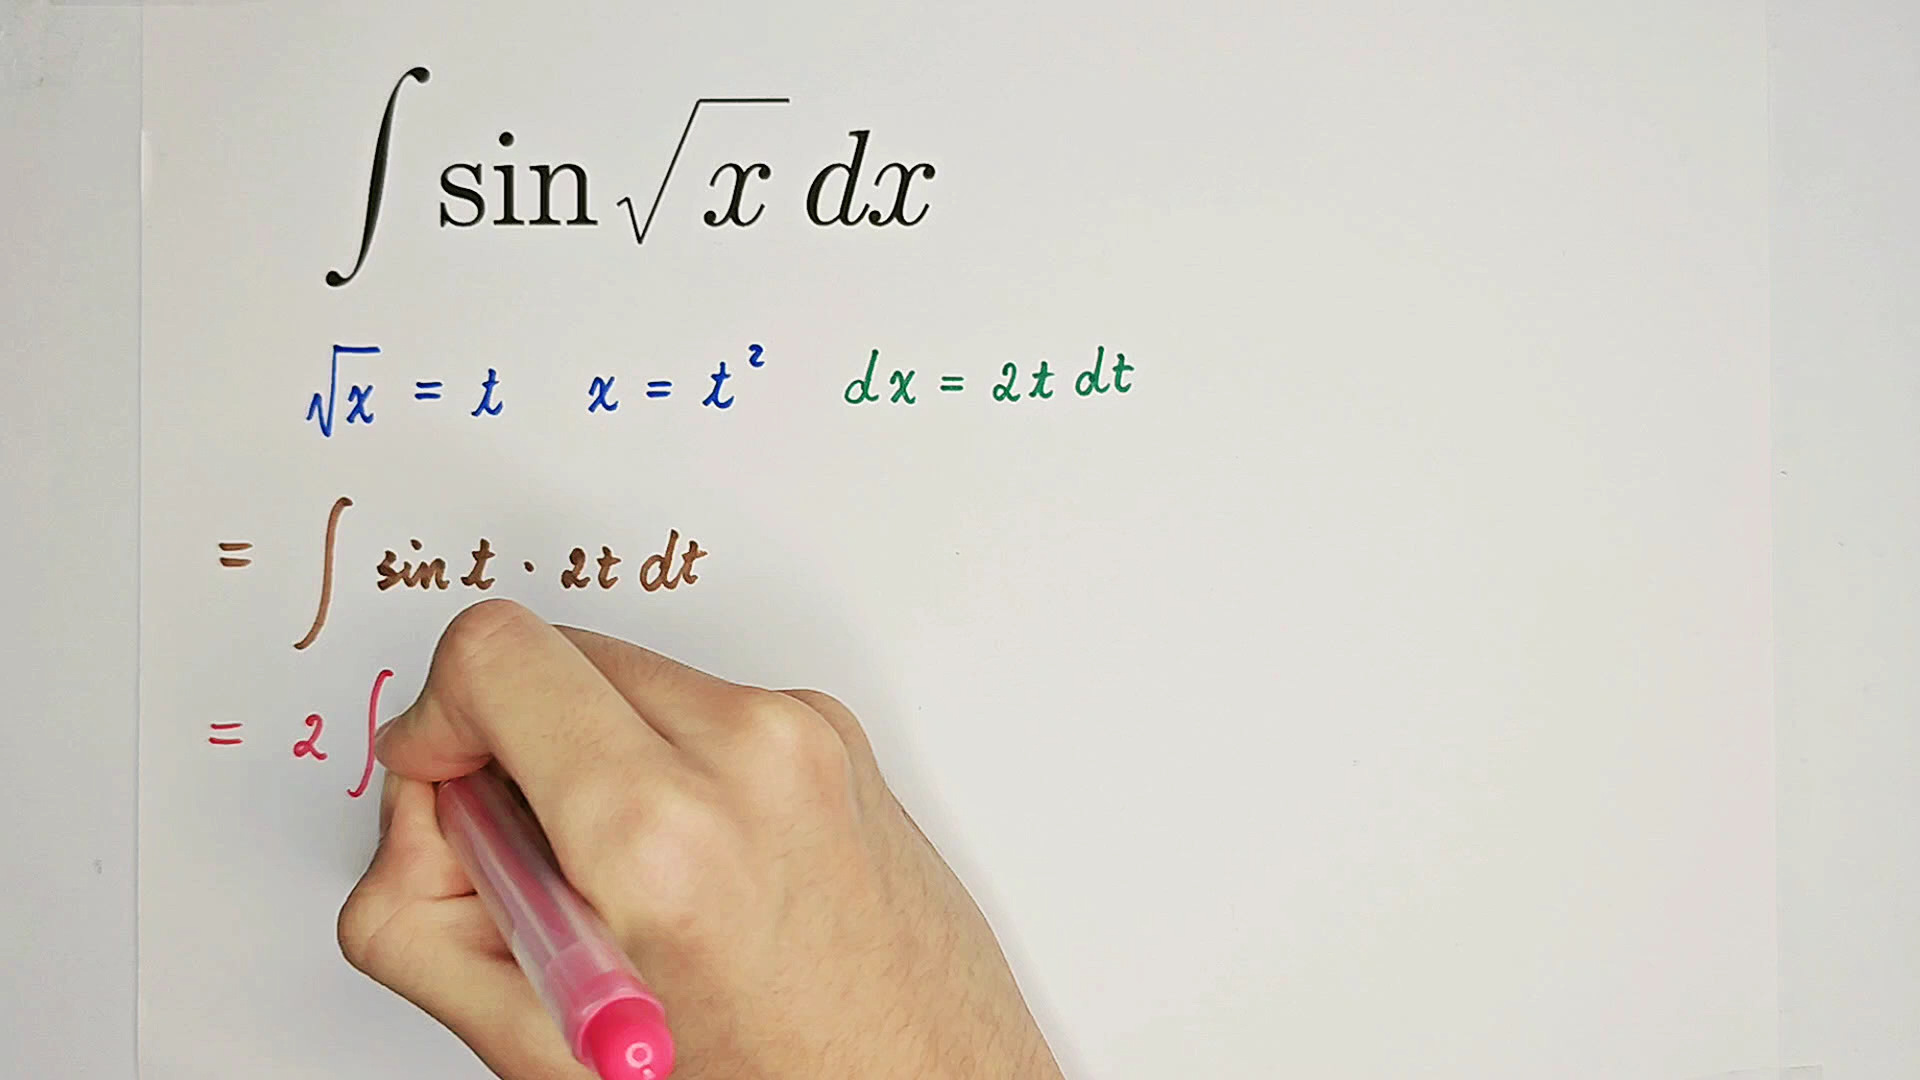 ∫ sin √x dx
√x = t x = t² dx = 2t dt
= ∫ sin t · 2t dt
= 2 ∫